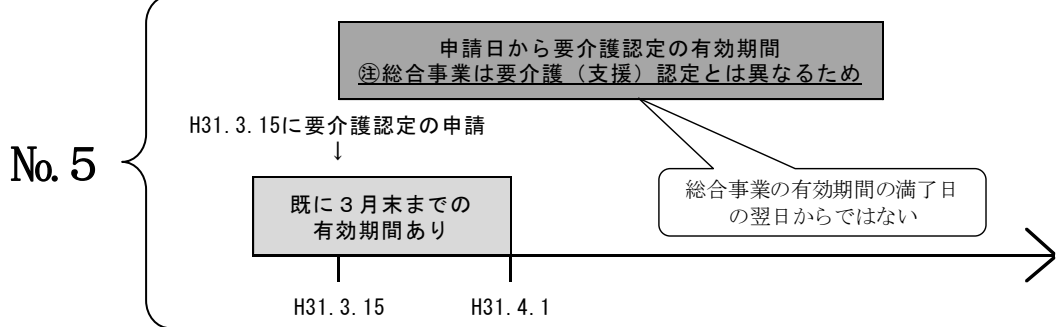 申請日から要介護認定の有効期間
㊟総合事業は要介護（支援）認定とは異なるため
H31.3.15に要介護認定の申請
↓
№５
既に３月末までの
有効期間あり
総合事業の有効期間の満了日
の翌日からではない
H31.3.15
H31.4.1